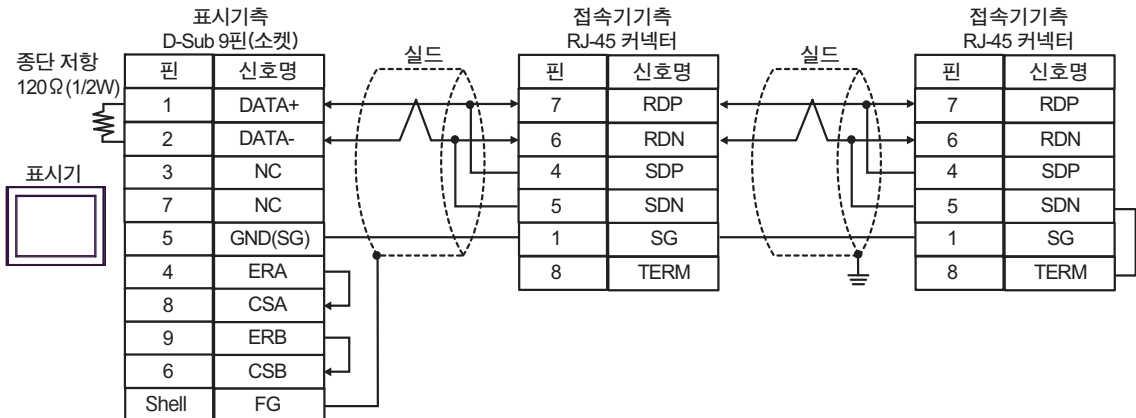 표시기측
D-Sub 9핀(소켓)
종단 저항
120Ω(1/2W)
표시기
핀 신호명
1 DATA+
2 DATA-
3 NC
7 NC
5 GND(SG)
4 ERA
8 CSA
9 ERB
6 CSB
Shell FG
실드
접속기기측
RJ-45 커넥터
핀 신호명
7 RDP
6 RDN
4 SDP
5 SDN
1 SG
8 TERM
실드
접속기기측
RJ-45 커넥터
핀 신호명
7 RDP
6 RDN
4 SDP
5 SDN
1 SG
8 TERM